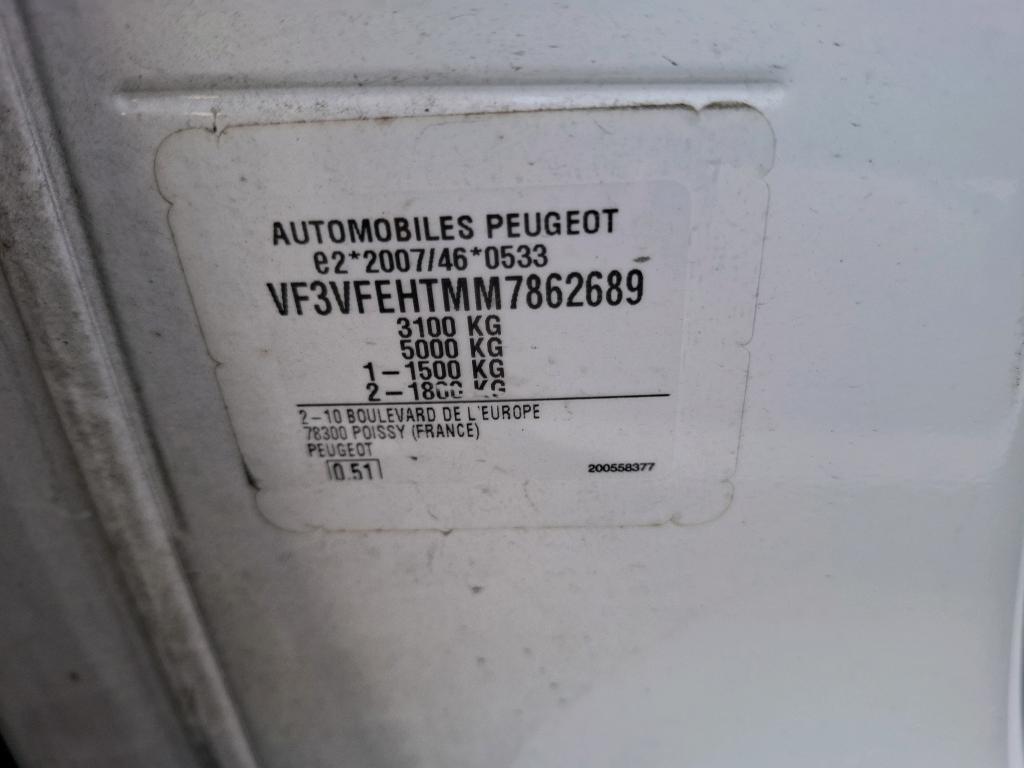 AUTOMOBILES PEUGEOT
e2*2007/46*0533
VF3VFEHTMM7862689
3100 KG
5000 KG
1-1500 KG
2-1800 KG
2-10 BOULEVARD DE L'EUROPE
78300 POISSY (FRANCE)
PEUGEOT
0.51 200558377